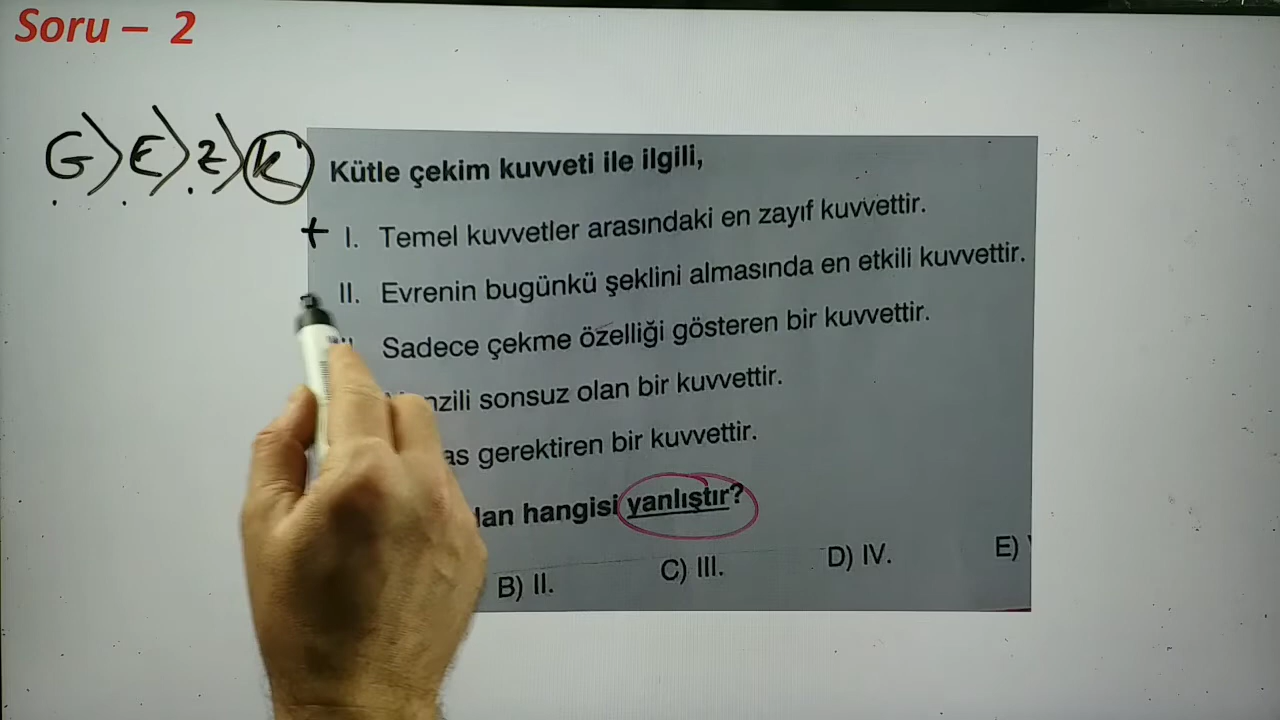 Soru – 2
G > E > Z > K
Kütle çekim kuvveti ile ilgili,
+ I. Temel kuvvetler arasındaki en zayıf kuvvettir.
II. Evrenin bugünkü şeklini almasında en etkili kuvvettir.
Sadece çekme özelliği gösteren bir kuvvettir.
sonsuz olan bir kuvvettir.
gerektiren bir kuvvettir.
hangisi yanlıştır?
B) II. C) III. D) IV. E)